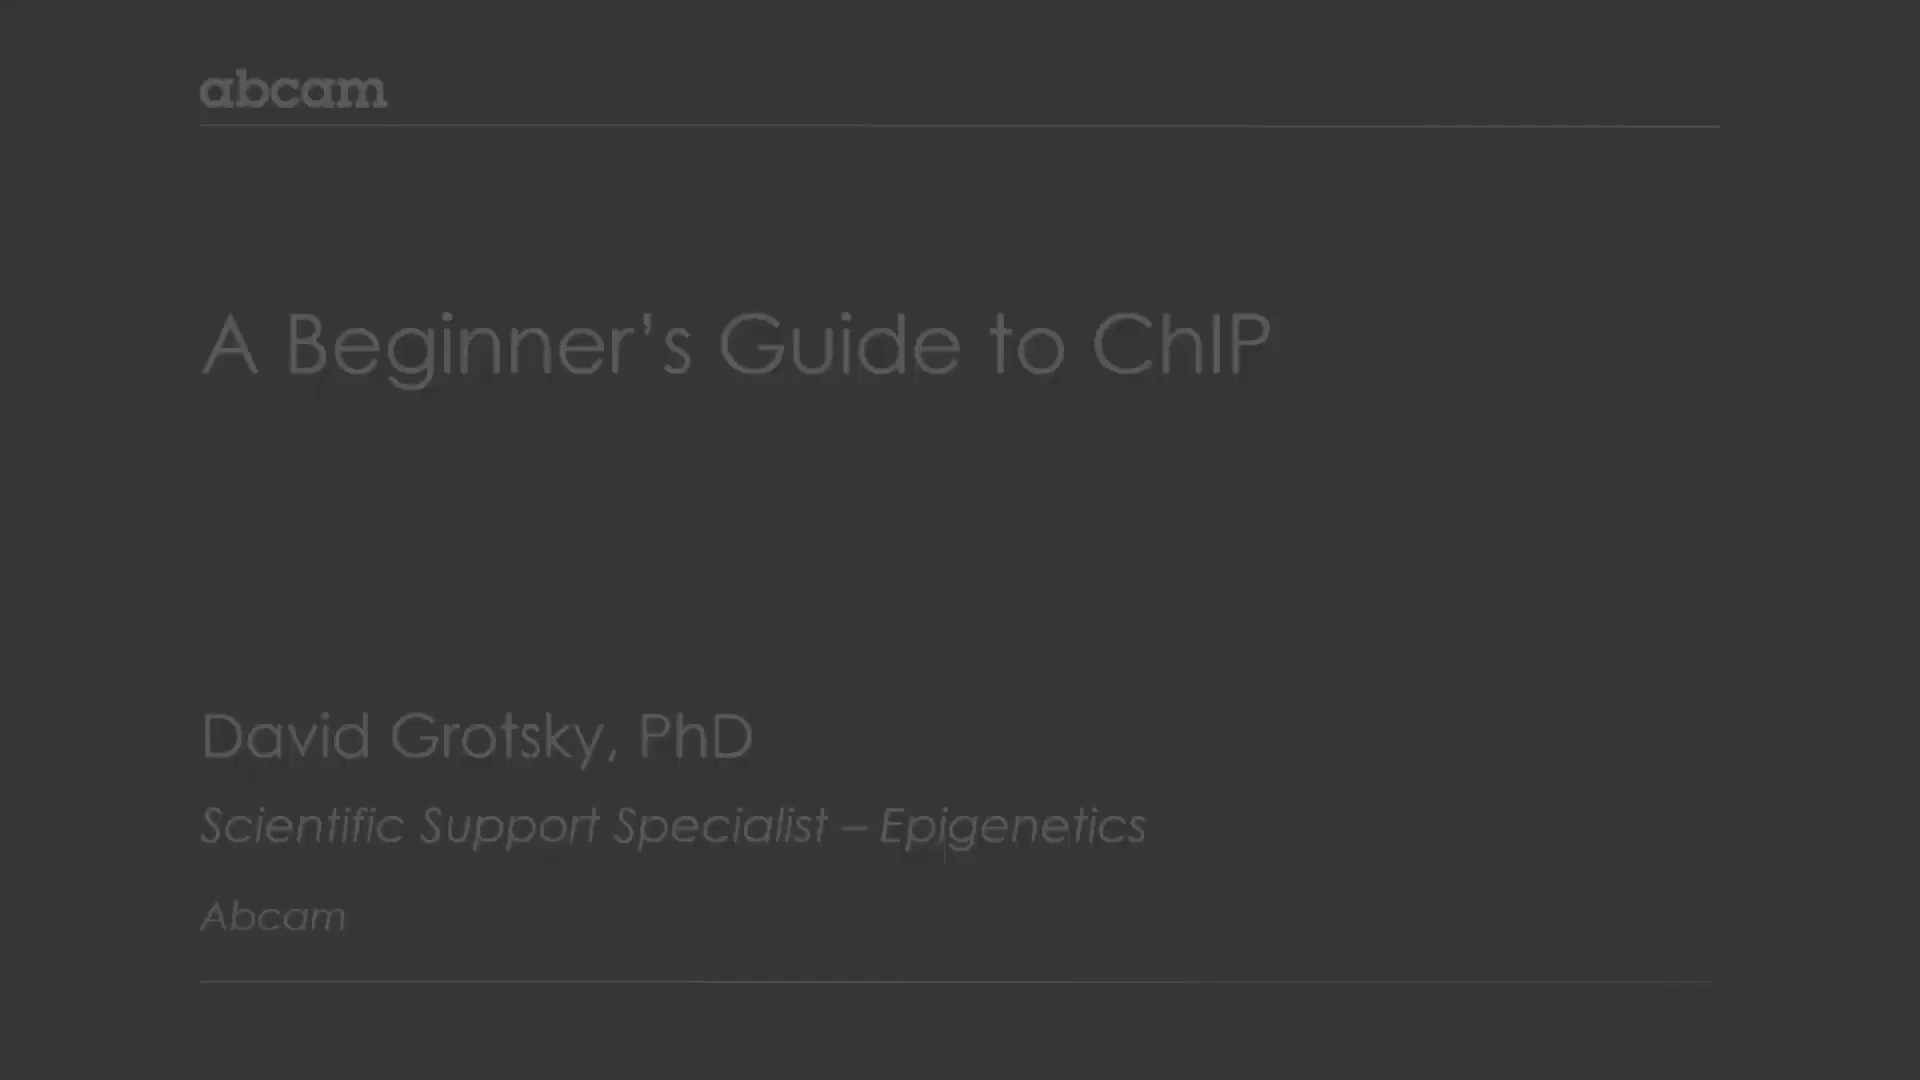 abcam
A Beginner’s Guide to ChIP
David Grotsky, PhD
Scientific Support Specialist – Epigenetics
Abcam